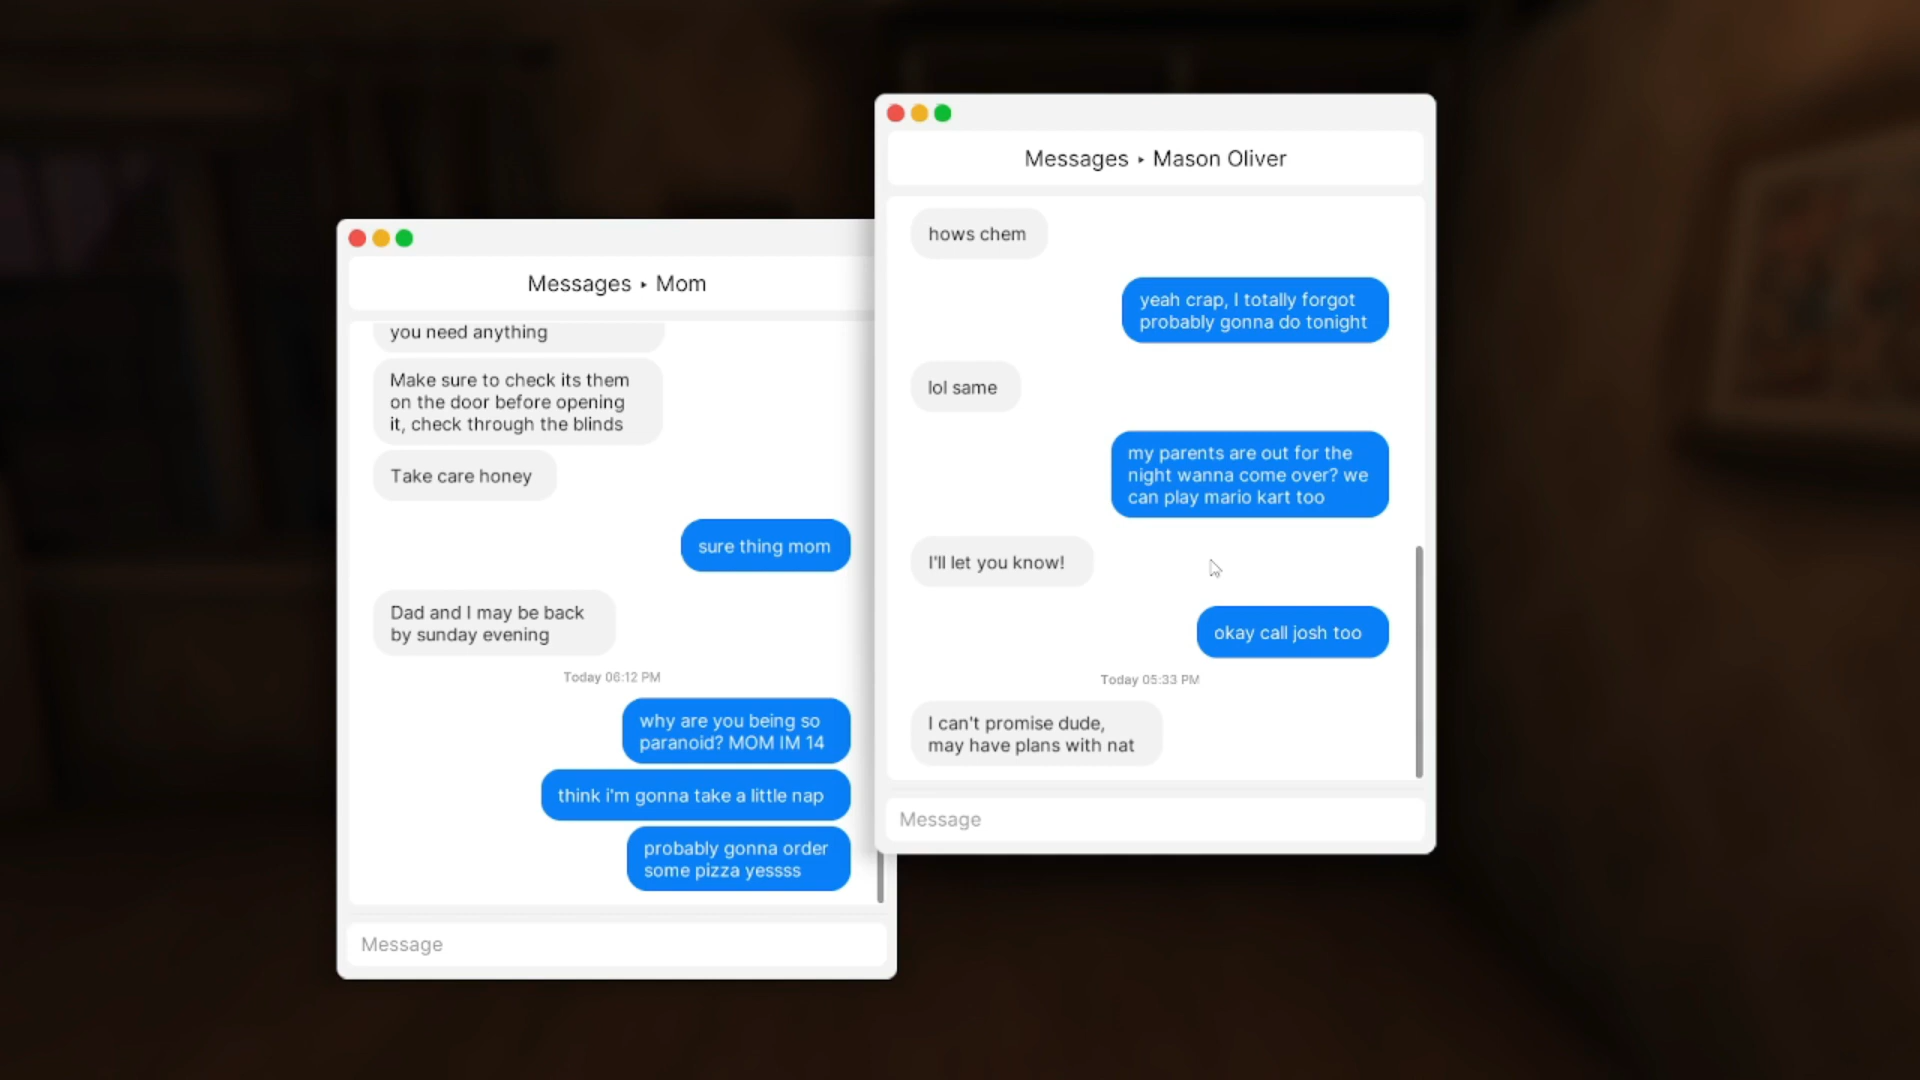 Messages ‣ Mom
you need anything
Make sure to check its them
on the door before opening
it, check through the blinds
Take care honey
sure thing mom
Dad and I may be back
by sunday evening
Today 06:12 PM
why are you being so
paranoid? MOM IM 14
think i'm gonna take a little nap
probably gonna order
some pizza yessss
Message
Messages ‣ Mason Oliver
hows chem
yeah crap, I totally forgot
probably gonna do tonight
lol same
my parents are out for the
night wanna come over? we
can play mario kart too
I'll let you know!
okay call josh too
Today 05:33 PM
I can't promise dude,
may have plans with nat
Message